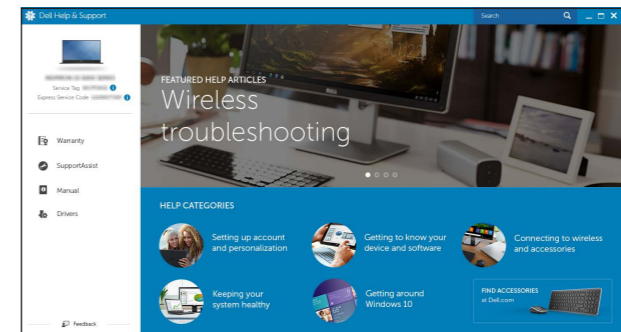 Dell Help & Support
Search
Service Tag:
Express Service Code:
Warranty
SupportAssist
Manual
Drivers
Feedback
FEATURED HELP ARTICLES
Wireless
troubleshooting
HELP CATEGORIES
Setting up account
and personalization
Getting to know your
device and software
Connecting to wireless
and accessories
Keeping your
system healthy
Getting around
Windows 10
FIND ACCESSORIES
at Dell.com